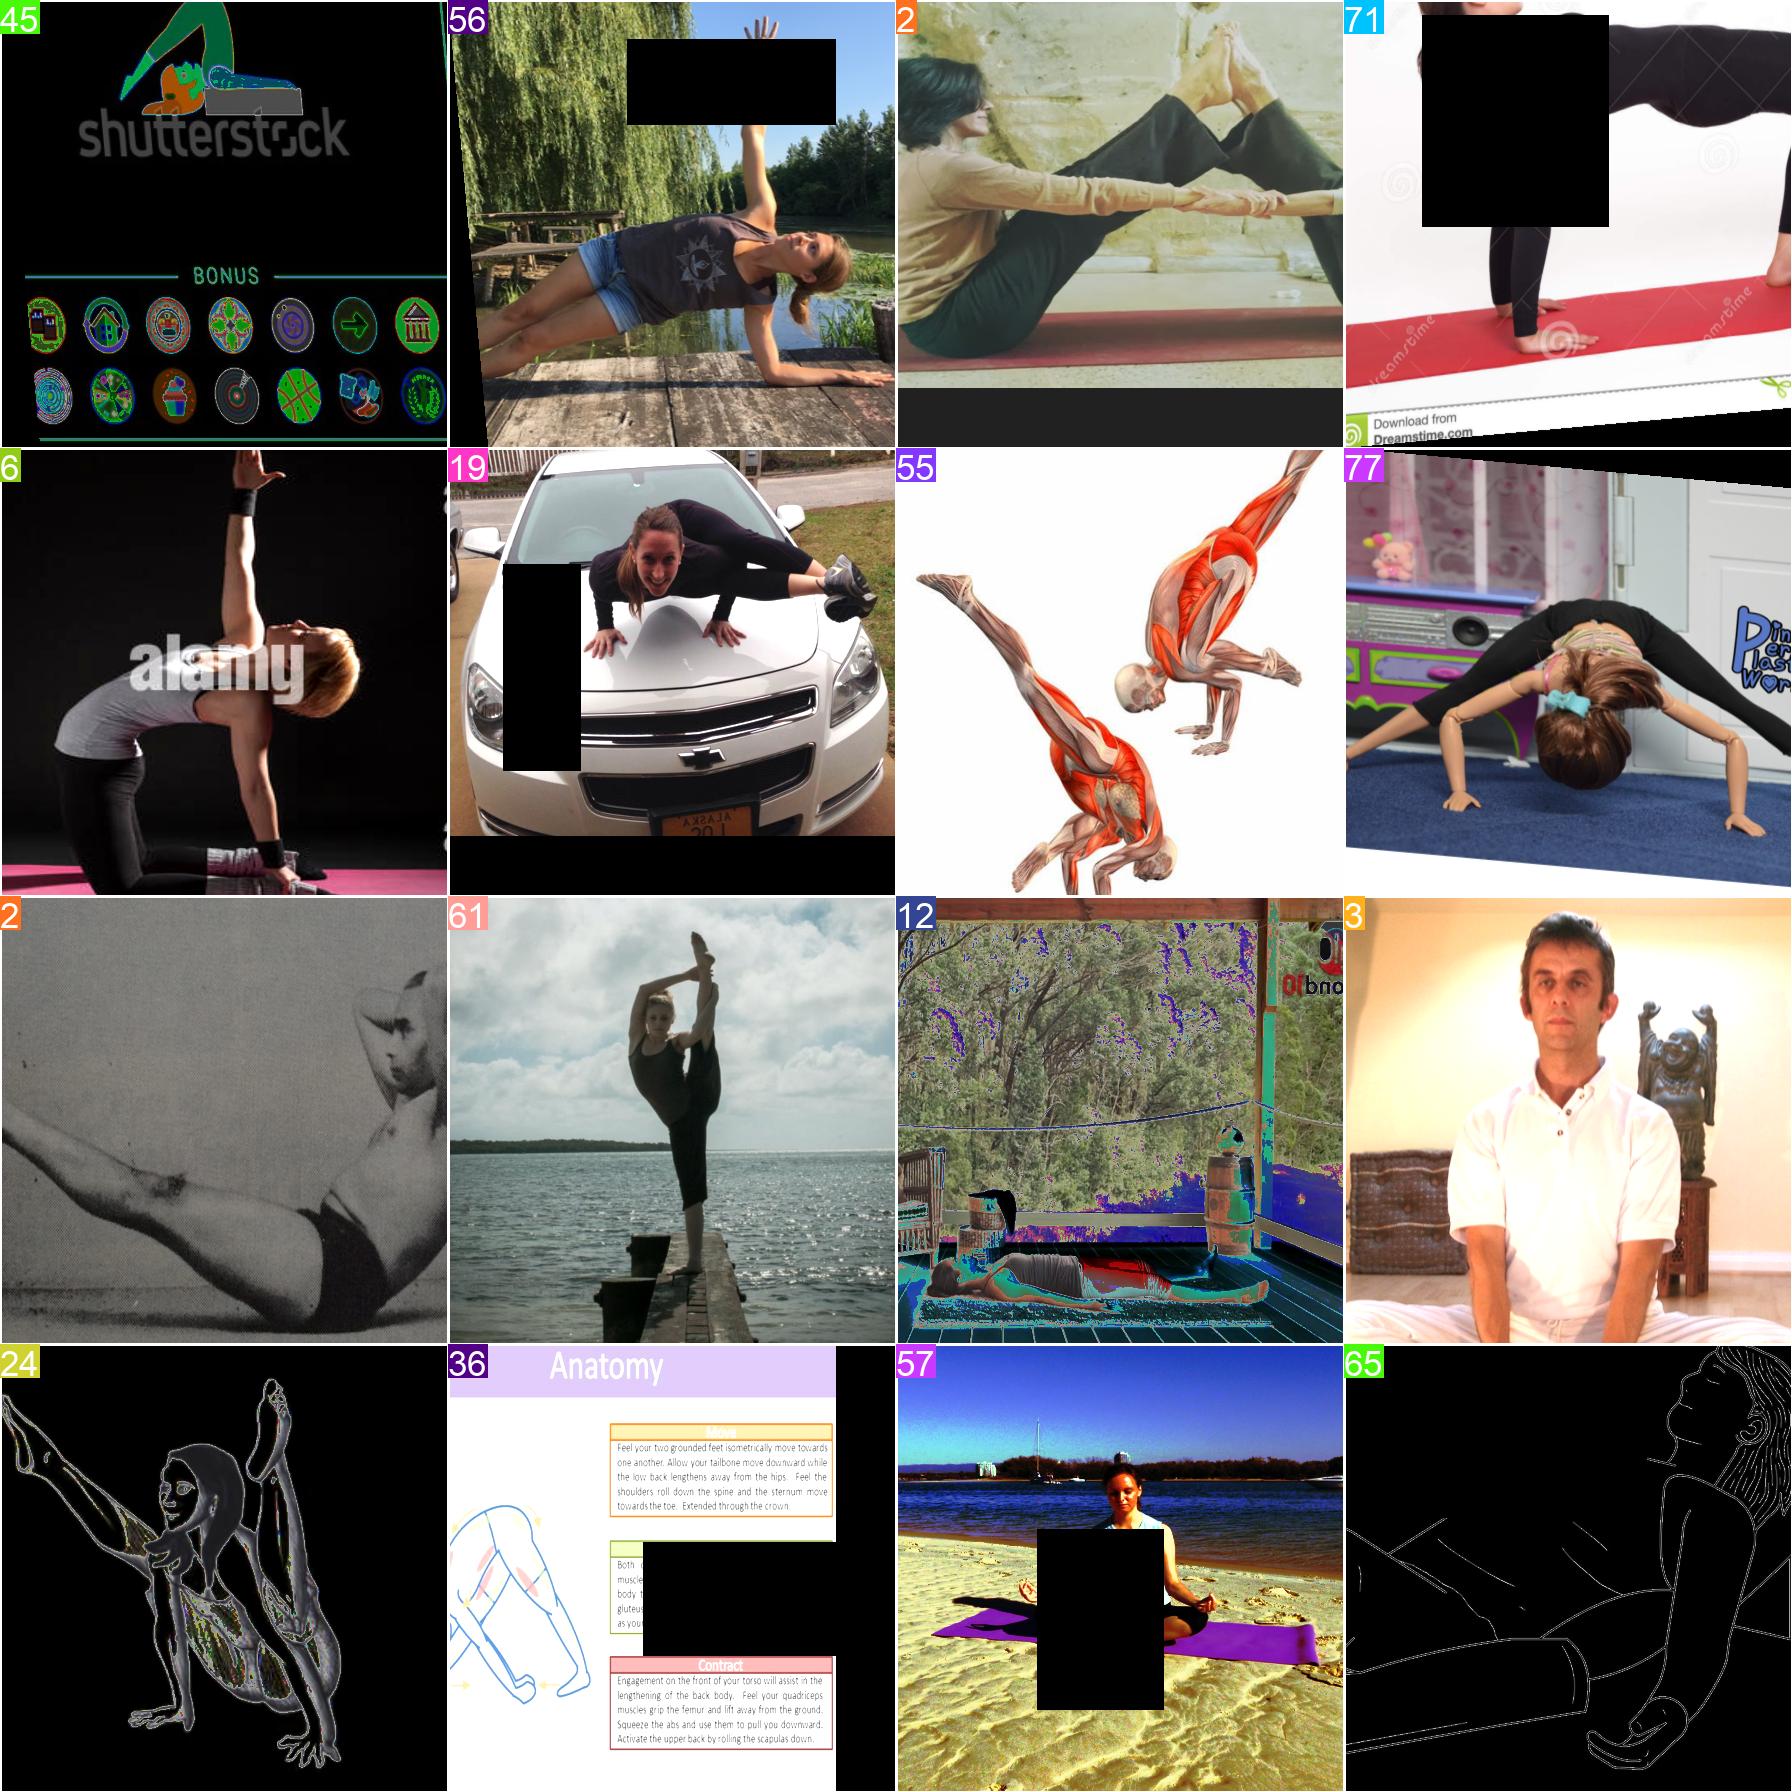 45
56
2
71
shutterstock
BONUS
dreamstime
dreamstime
Download from
Dreamstime.com
6
19
55
77
alamy
2
61
12
3
24
36
57
65
Anatomy
Move
Feel your two grounded feet isometrically move towards
one another. Allow your tailbone move downward while
the low back lengthens away from the hips. Feel the
shoulders roll down the spine and the sternum move
towards the toe. Extended through the crown.
Both
muscle
body t
gluteus
as you
Contract
Engagement on the front of your torso will assist in the
lengthening of the back body. Feel your quadriceps
muscles grip the femur and lift away from the ground.
Squeeze the abs and use them to pull you downward.
Activate the upper back by rolling the scapulas down.